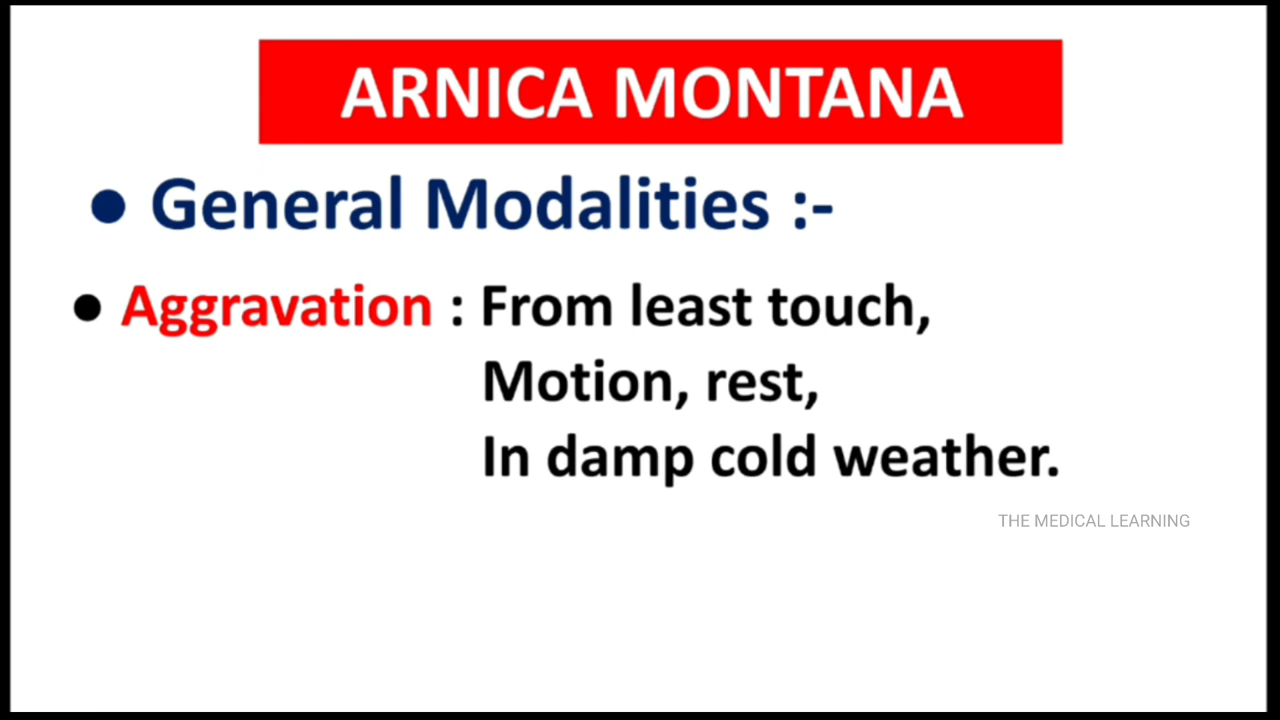 ARNICA MONTANA
● General Modalities :-
● Aggravation : From least touch,
Motion, rest,
In damp cold weather.
THE MEDICAL LEARNING